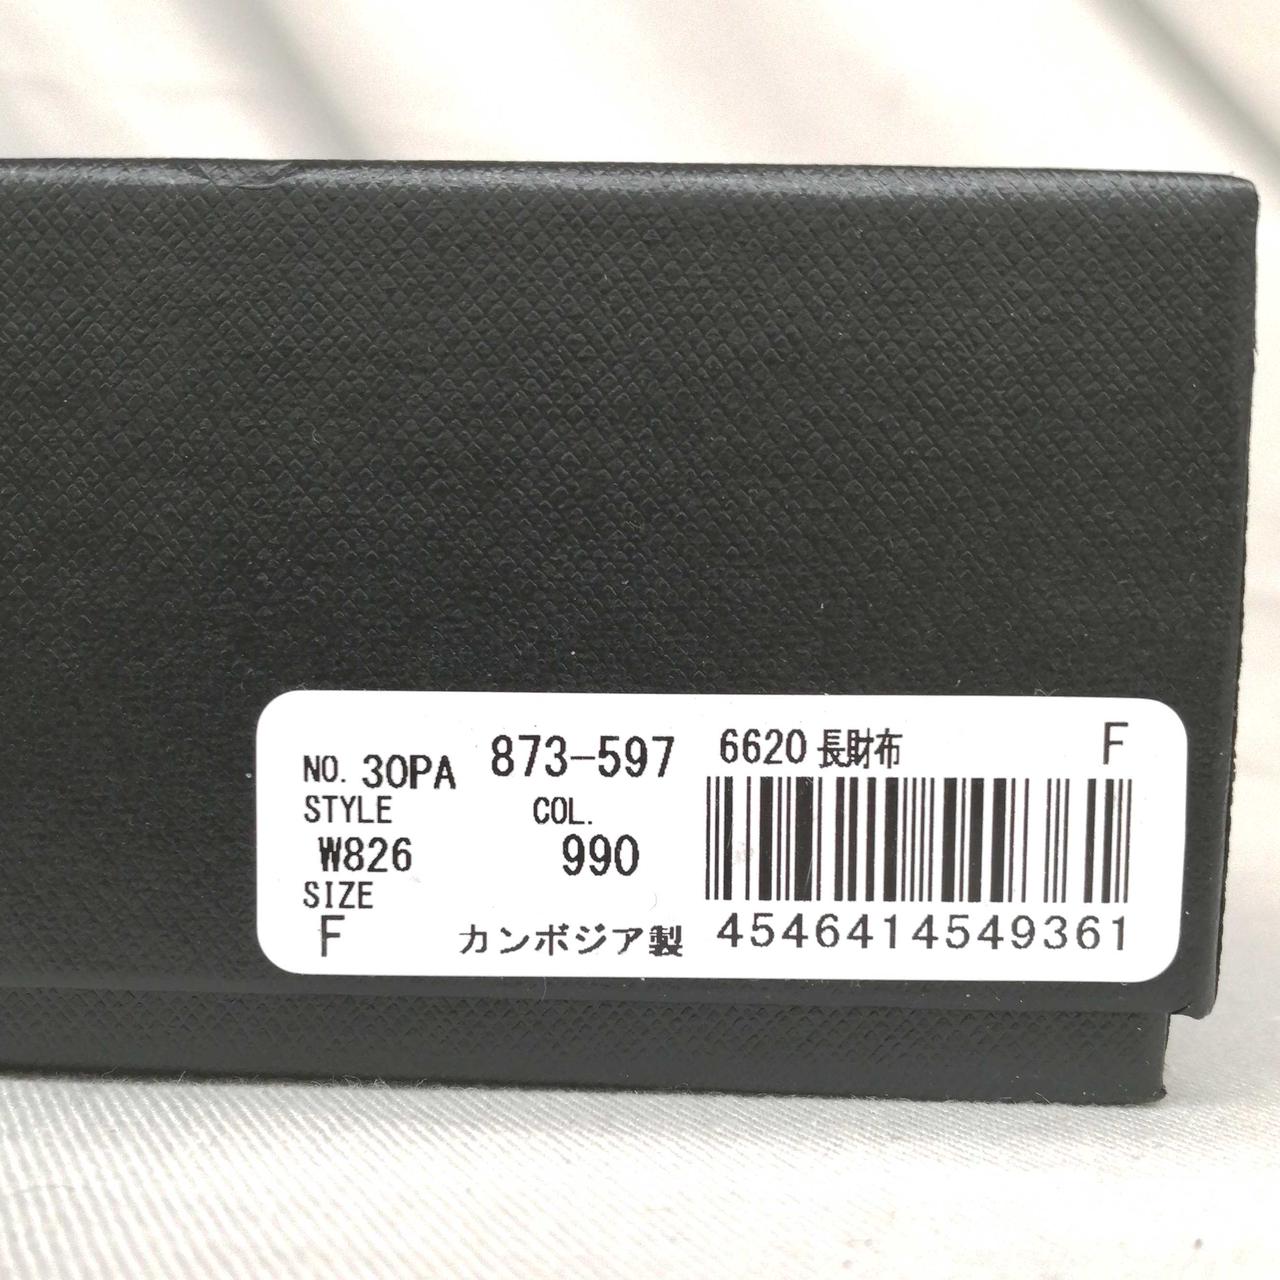 NO. 30PA 873-597
STYLE COL.
W826 990
SIZE
F カンボジア製
6620 長財布 F
4546414549361